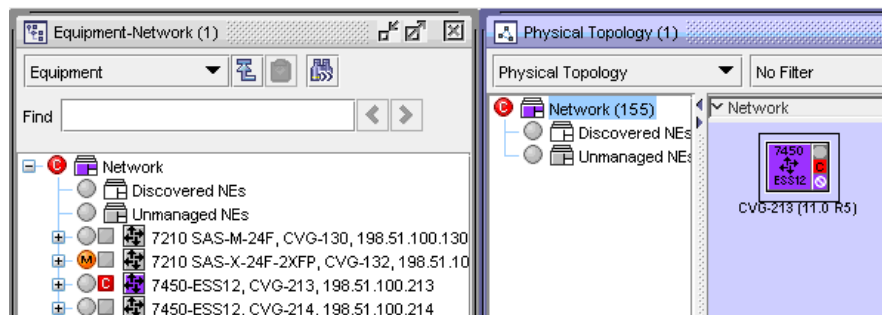 Equipment-Network (1)
Equipment
Find
C Network
Discovered NEs
Unmanaged NEs
7210 SAS-M-24F, CVG-130, 198.51.100.130
M 7210 SAS-X-24F-2XFP, CVG-132, 198.51.10
C 7450-ESS12, CVG-213, 198.51.100.213
7450-ESS12, CVG-214, 198.51.100.214
Physical Topology (1)
Physical Topology
No Filter
C Network (155)
Discovered NEs
Unmanaged NEs
Network
7450
C
ESS12
CVG-213 (11.0 R5)